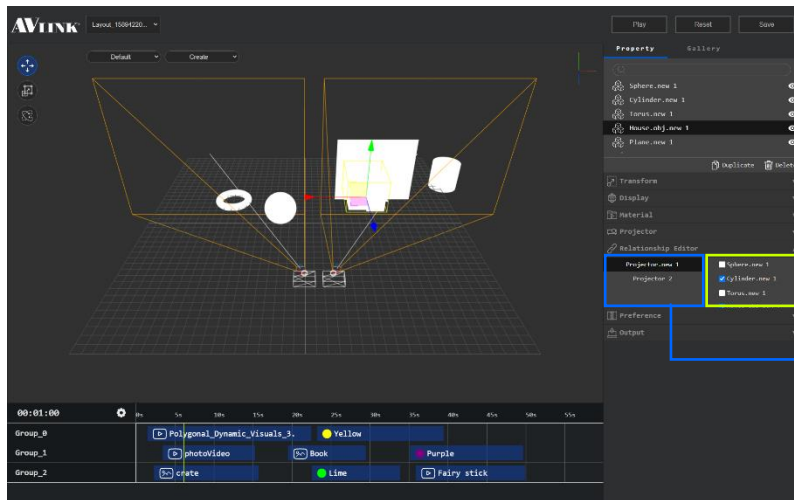 AVLINK Layout_15094220... Play Reset Save
Default Create
Property Gallery
Sphere.new 1
Cylinder.new 1
Torus.new 1
House.obj.new 1
Plane.new 1
Duplicate Delete
Transform
Display
Material
Projector
Relationship Editor
Projector.new 1 Sphere.new 1
Projector 2 Cylinder.new 1
Torus.new 1
Preference
Output
00:01:00 0s 5s 10s 15s 20s 25s 30s 35s 40s 45s 50s 55s
Group_0 Polygonal_Dynamic_Visuals_3. Yellow
Group_1 photoVideo Book Purple
Group_2 crate Lime Fairy stick